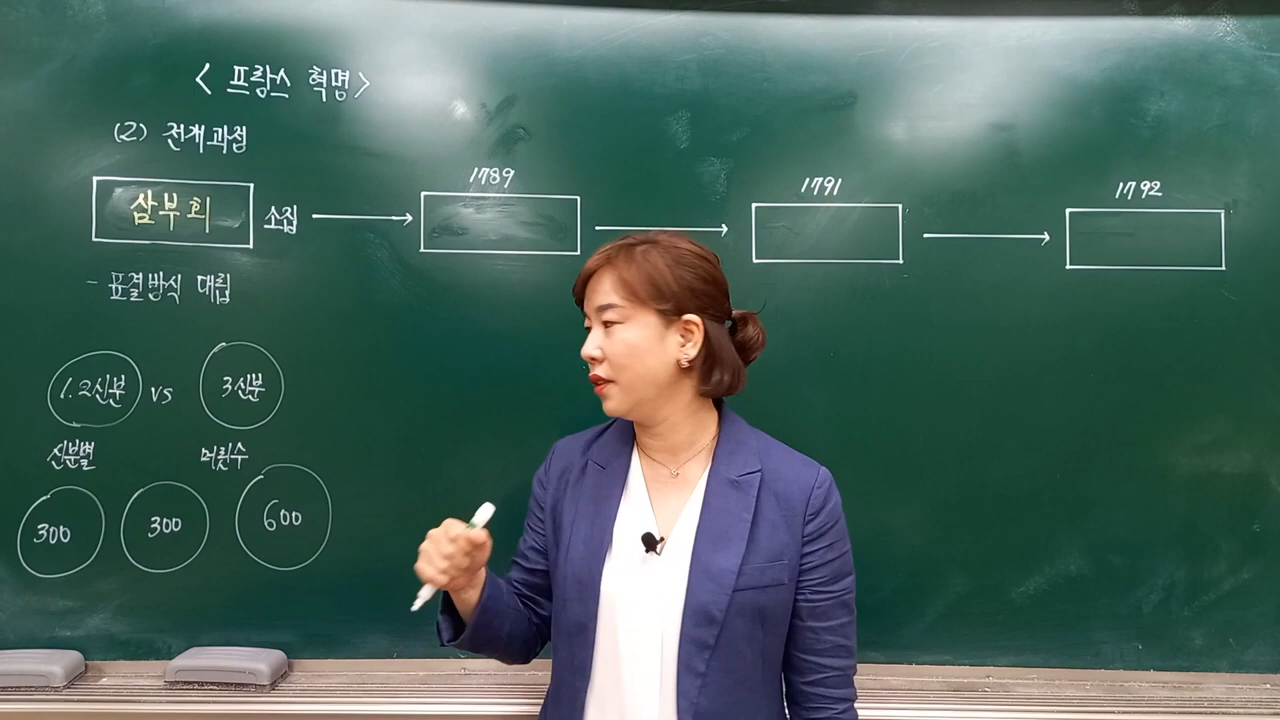 < 프랑스 혁명 >
(2) 전개과정
삼부회 소집
1789
1791
1792
- 표결방식 대립
1.2신분 vs 3신분
신분별 머릿수
300 300 600